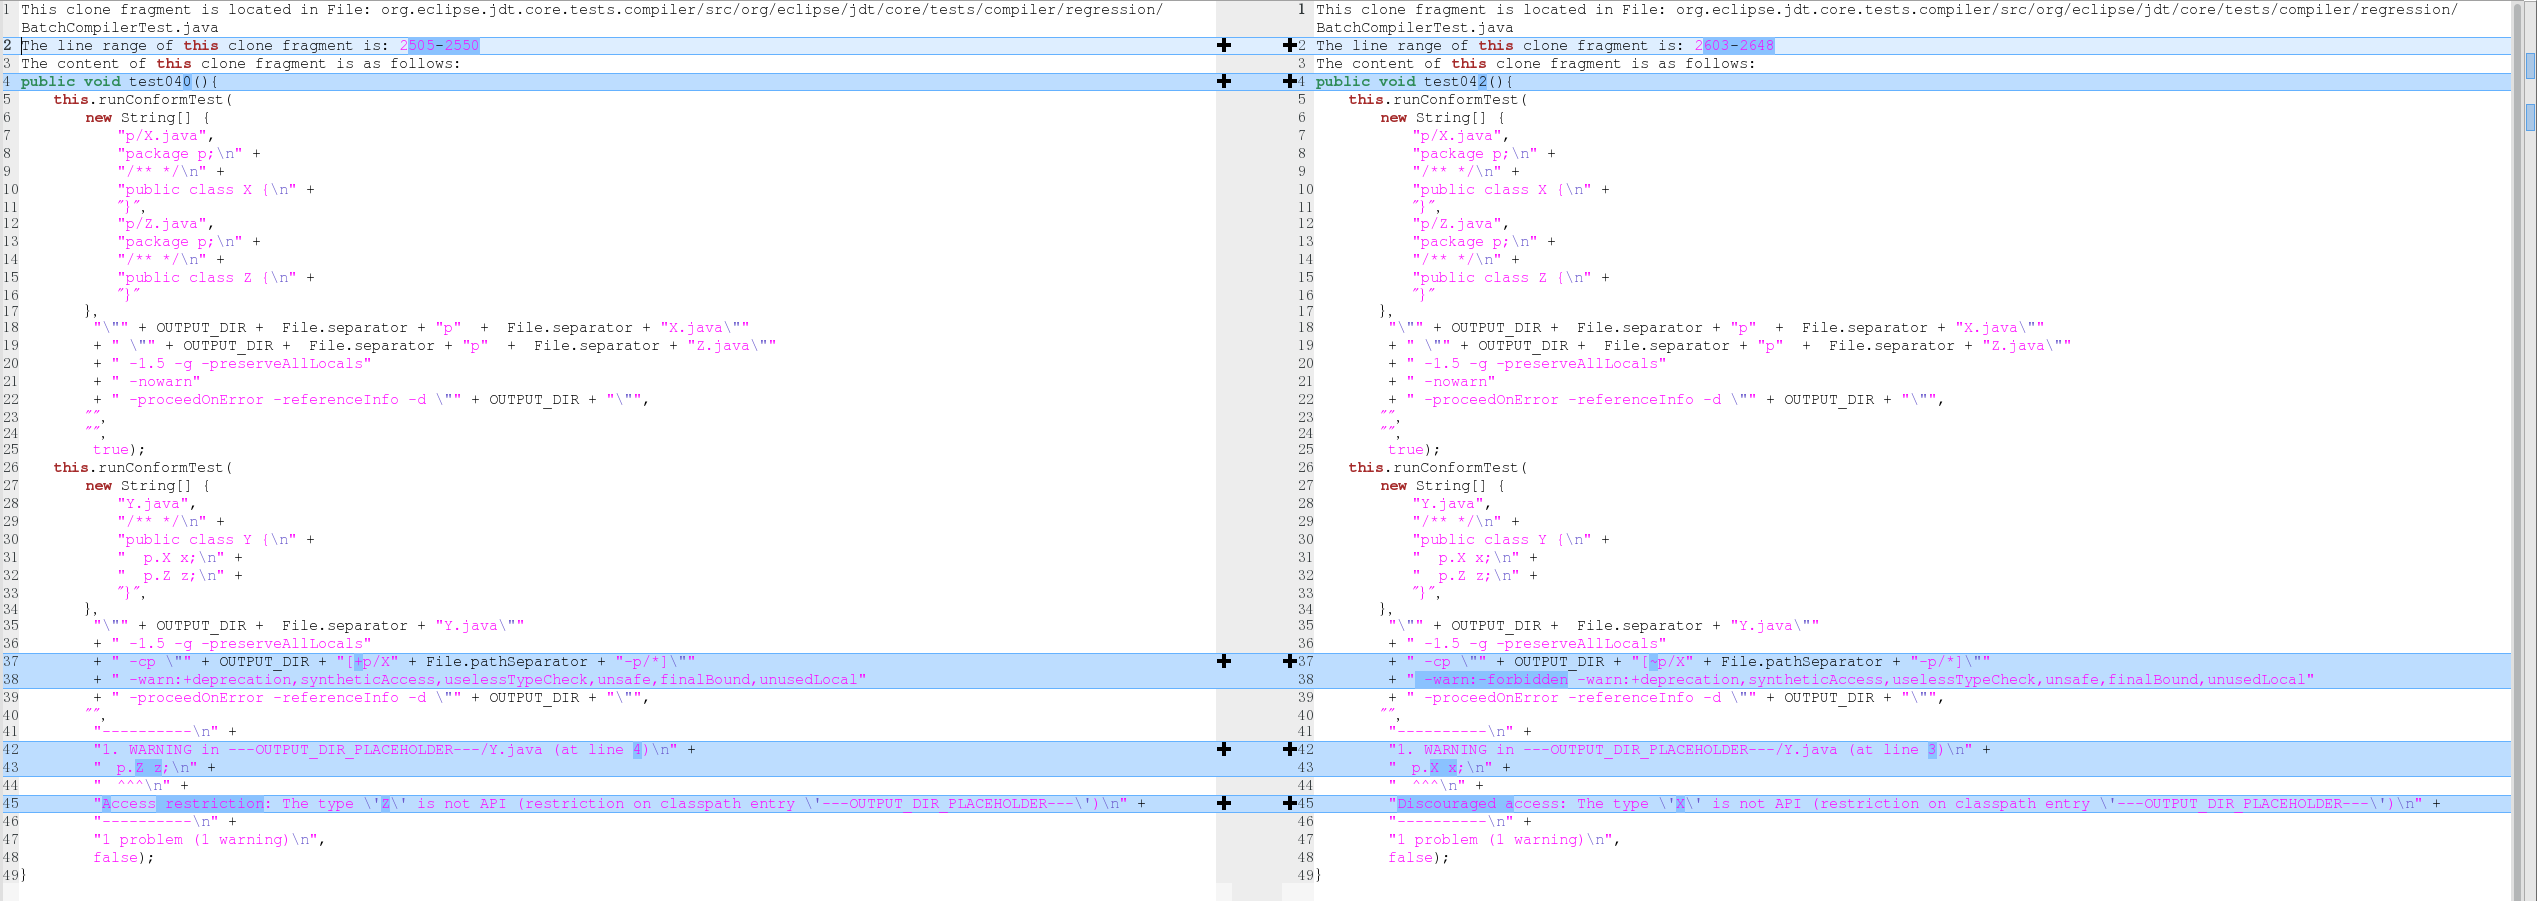 1 This clone fragment is located in File: org.eclipse.jdt.core.tests.compiler/src/org/eclipse/jdt/core/tests/compiler/regression/
BatchCompilerTest.java
2 The line range of this clone fragment is: 2505-2550
3 The content of this clone fragment is as follows:
4 public void test040(){
5 this.runConformTest(
6 new String[] {
7 "p/X.java",
8 "package p;\n" +
9 "/** */\n" +
10 "public class X {\n" +
11 "}",
12 "p/Z.java",
13 "package p;\n" +
14 "/** */\n" +
15 "public class Z {\n" +
16 "}"
17 },
18 "\"" + OUTPUT_DIR +  File.separator + "p"  +  File.separator + "X.java\""
19 + " \"" + OUTPUT_DIR +  File.separator + "p"  +  File.separator + "Z.java\""
20 + " -1.5 -g -preserveAllLocals"
21 + " -nowarn"
22 + " -proceedOnError -referenceInfo -d \"" + OUTPUT_DIR + "\"",
23 "",
24 "",
25 true);
26 this.runConformTest(
27 new String[] {
28 "Y.java",
29 "/** */\n" +
30 "public class Y {\n" +
31 "  p.X x;\n" +
32 "  p.Z z;\n" +
33 "}",
34 },
35 "\"" + OUTPUT_DIR +  File.separator + "Y.java\""
36 + " -1.5 -g -preserveAllLocals"
37 + " -cp \"" + OUTPUT_DIR + "[+p/X" + File.pathSeparator + "-p/*]\""
38 + " -warn:+deprecation,syntheticAccess,uselessTypeCheck,unsafe,finalBound,unusedLocal"
39 + " -proceedOnError -referenceInfo -d \"" + OUTPUT_DIR + "\"",
40 "",
41 "----------\n" +
42 "1. WARNING in ---OUTPUT_DIR_PLACEHOLDER---/Y.java (at line 4)\n" +
43 "  p.Z z;\n" +
44 "  ^^^\n" +
45 "Access restriction: The type \'Z\' is not API (restriction on classpath entry \'---OUTPUT_DIR_PLACEHOLDER---\')\n" +
46 "----------\n" +
47 "1 problem (1 warning)\n",
48 false);
49 }
1 This clone fragment is located in File: org.eclipse.jdt.core.tests.compiler/src/org/eclipse/jdt/core/tests/compiler/regression/
BatchCompilerTest.java
2 The line range of this clone fragment is: 2603-2648
3 The content of this clone fragment is as follows:
4 public void test042(){
5 this.runConformTest(
6 new String[] {
7 "p/X.java",
8 "package p;\n" +
9 "/** */\n" +
10 "public class X {\n" +
11 "}",
12 "p/Z.java",
13 "package p;\n" +
14 "/** */\n" +
15 "public class Z {\n" +
16 "}"
17 },
18 "\"" + OUTPUT_DIR +  File.separator + "p"  +  File.separator + "X.java\""
19 + " \"" + OUTPUT_DIR +  File.separator + "p"  +  File.separator + "Z.java\""
20 + " -1.5 -g -preserveAllLocals"
21 + " -nowarn"
22 + " -proceedOnError -referenceInfo -d \"" + OUTPUT_DIR + "\"",
23 "",
24 "",
25 true);
26 this.runConformTest(
27 new String[] {
28 "Y.java",
29 "/** */\n" +
30 "public class Y {\n" +
31 "  p.X x;\n" +
32 "  p.Z z;\n" +
33 "}",
34 },
35 "\"" + OUTPUT_DIR +  File.separator + "Y.java\""
36 + " -1.5 -g -preserveAllLocals"
37 + " -cp \"" + OUTPUT_DIR + "[~p/X" + File.pathSeparator + "-p/*]\""
38 + " -warn:-forbidden -warn:+deprecation,syntheticAccess,uselessTypeCheck,unsafe,finalBound,unusedLocal"
39 + " -proceedOnError -referenceInfo -d \"" + OUTPUT_DIR + "\"",
40 "",
41 "----------\n" +
42 "1. WARNING in ---OUTPUT_DIR_PLACEHOLDER---/Y.java (at line 3)\n" +
43 "  p.X x;\n" +
44 "  ^^^\n" +
45 "Discouraged access: The type \'X\' is not API (restriction on classpath entry \'---OUTPUT_DIR_PLACEHOLDER---\')\n" +
46 "----------\n" +
47 "1 problem (1 warning)\n",
48 false);
49 }